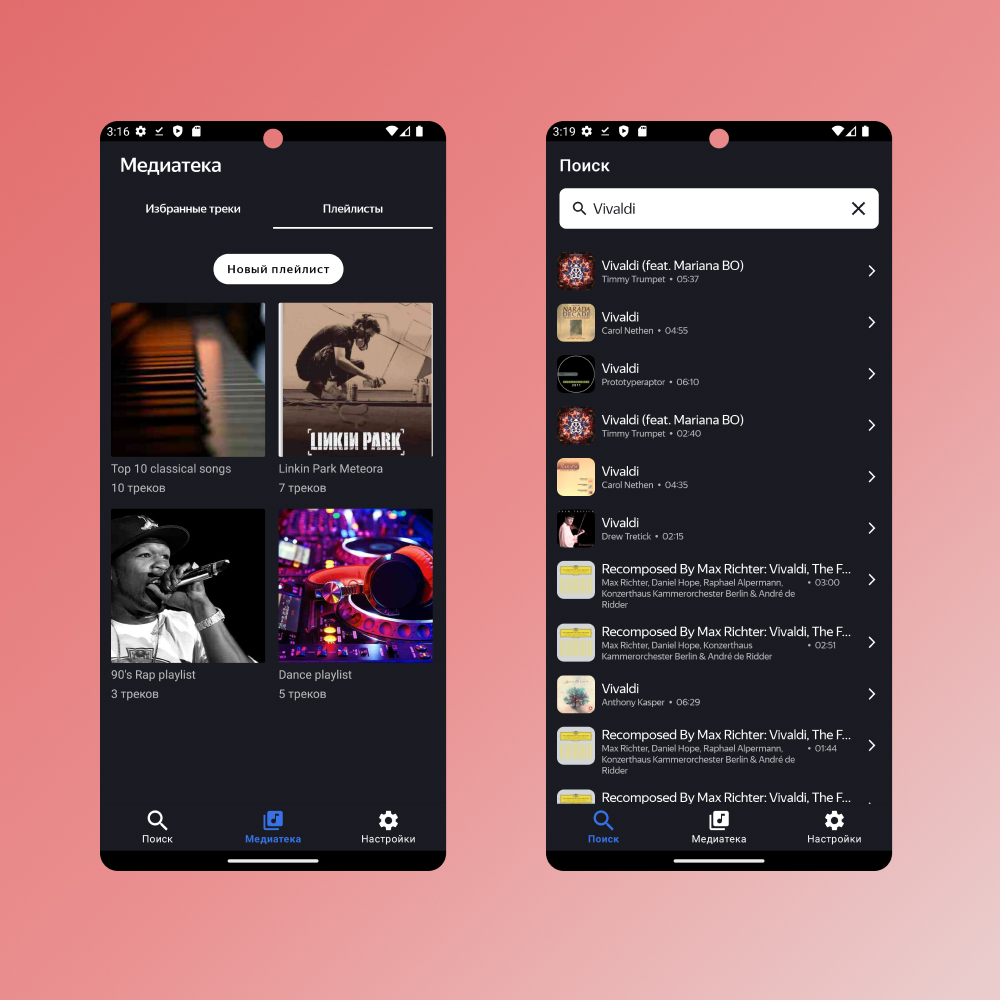 3:16
Медиатека
Избранные треки
Плейлисты
Новый плейлист
LINKIN PARK
Top 10 classical songs
10 треков
Linkin Park Meteora
7 треков
90's Rap playlist
3 треков
Dance playlist
5 треков
Поиск
Медиатека
Настройки
3:19
Поиск
Vivaldi
Vivaldi (feat. Mariana BO)
Timmy Trumpet • 05:37
NARADA
DECADE
Vivaldi
Carol Nethen • 04:55
Vivaldi
Prototyperaptor • 06:10
Vivaldi (feat. Mariana BO)
Timmy Trumpet • 02:40
Vivaldi
Carol Nethen • 04:35
Vivaldi
Drew Tretick • 02:15
Recomposed By Max Richter: Vivaldi, The F...
Max Richter, Daniel Hope, Raphael Alpermann, • 03:00
Konzerthaus Kammerorchester Berlin & André de
Ridder
Recomposed By Max Richter: Vivaldi, The F...
Max Richter, Daniel Hope, Konzerthaus • 02:51
Kammerorchester Berlin & André de Ridder
Vivaldi
Anthony Kasper • 06:29
Recomposed By Max Richter: Vivaldi, The F...
Max Richter, Daniel Hope, Raphael Alpermann, • 01:44
Konzerthaus Kammerorchester Berlin & André de
Ridder
Recomposed By Max Richter: Vivaldi, The F...
Поиск
Медиатека
Настройки